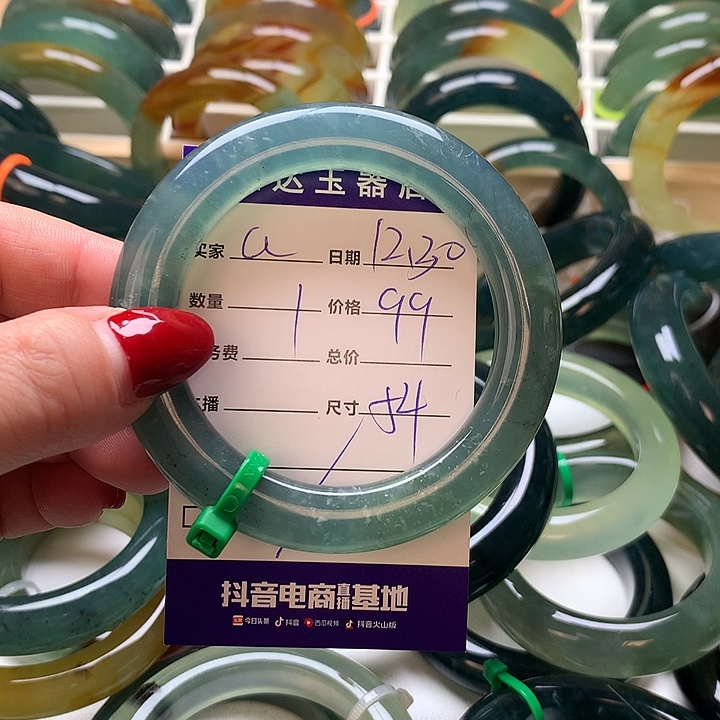 达玉器店
买家 a 日期 12.30
数量 1 价格 99
务费 总价
播 尺寸 54
抖音电商直播基地
今日头条 抖音 西瓜视频 抖音火山版